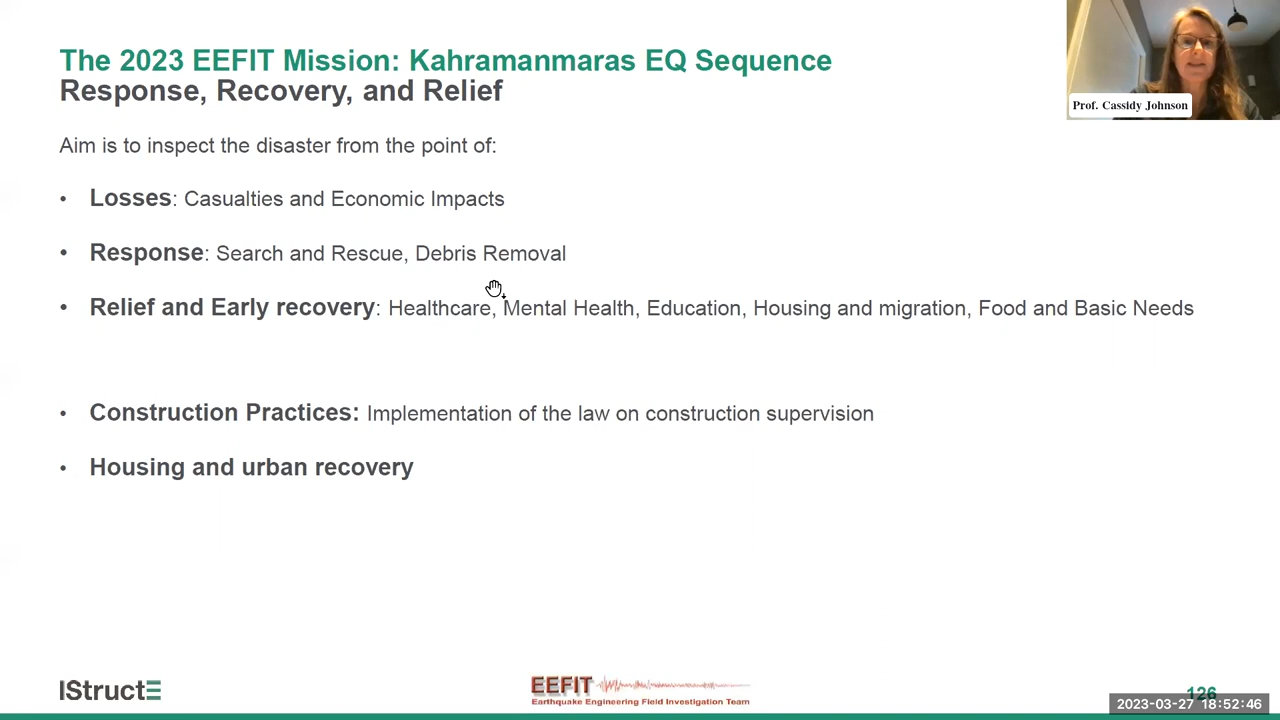 The 2023 EEFIT Mission: Kahramanmaras EQ Sequence
Response, Recovery, and Relief
Prof. Cassidy Johnson
Aim is to inspect the disaster from the point of:
• Losses: Casualties and Economic Impacts
• Response: Search and Rescue, Debris Removal
• Relief and Early recovery: Healthcare, Mental Health, Education, Housing and migration, Food and Basic Needs
• Construction Practices: Implementation of the law on construction supervision
• Housing and urban recovery
IStructE
EEFIT
Earthquake Engineering Field Investigation Team
126
2023-03-27 18:52:46